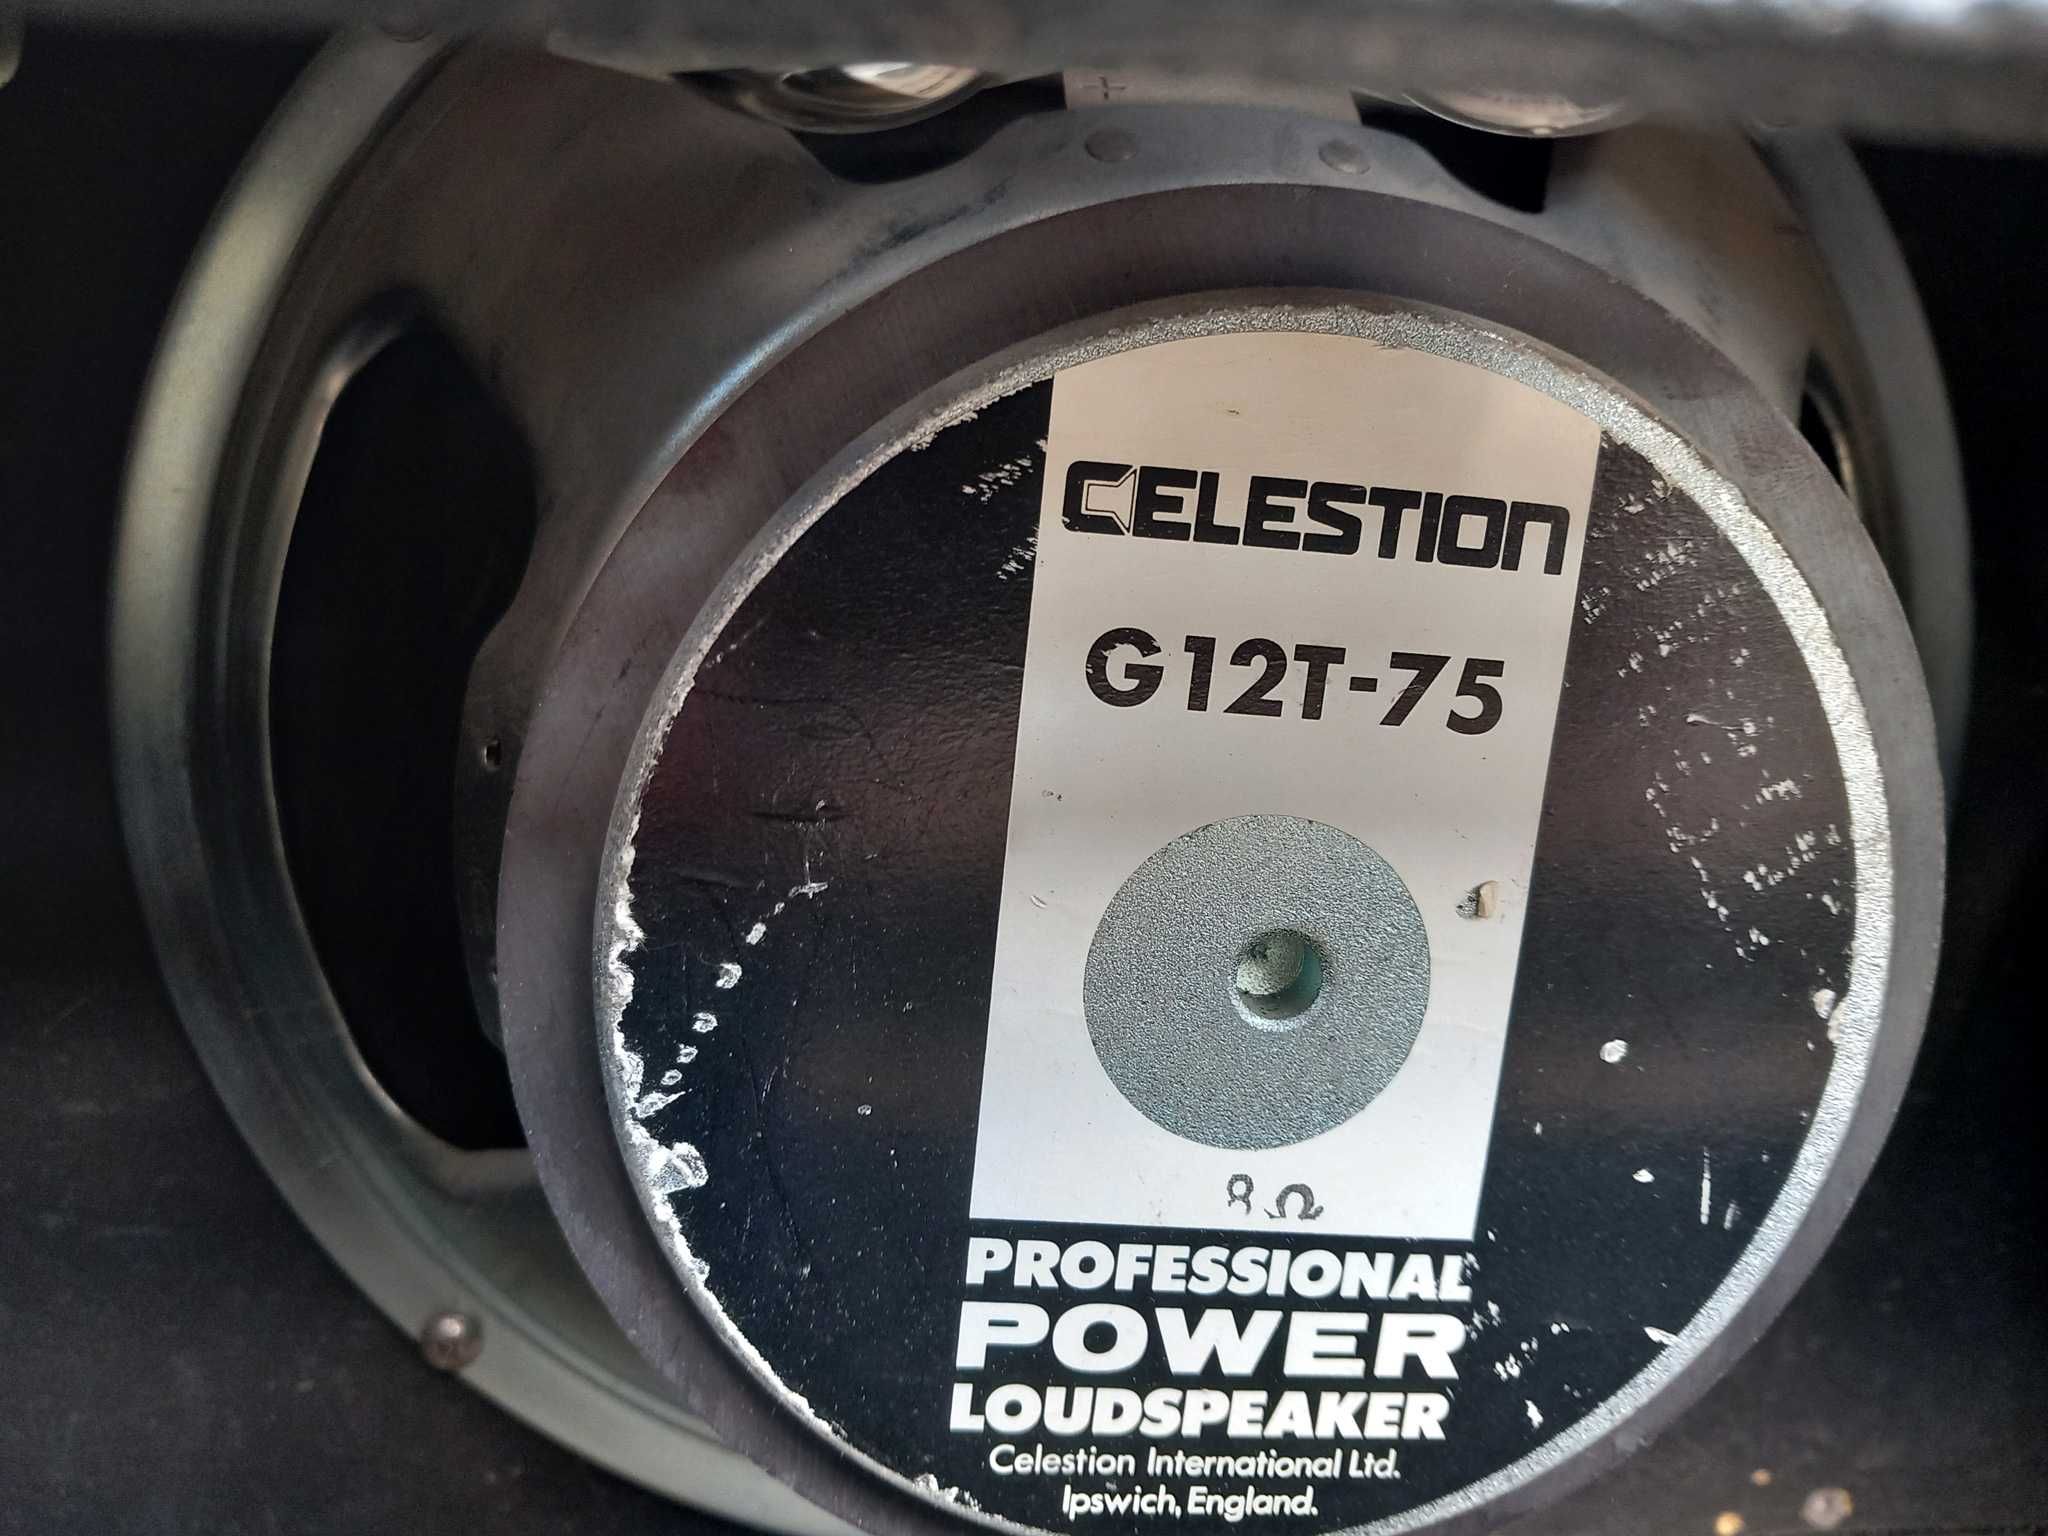 +
CELESTION
G12T-75
8Ω
PROFESSIONAL
POWER
LOUDSPEAKER
Celestion International Ltd.
Ipswich, England.